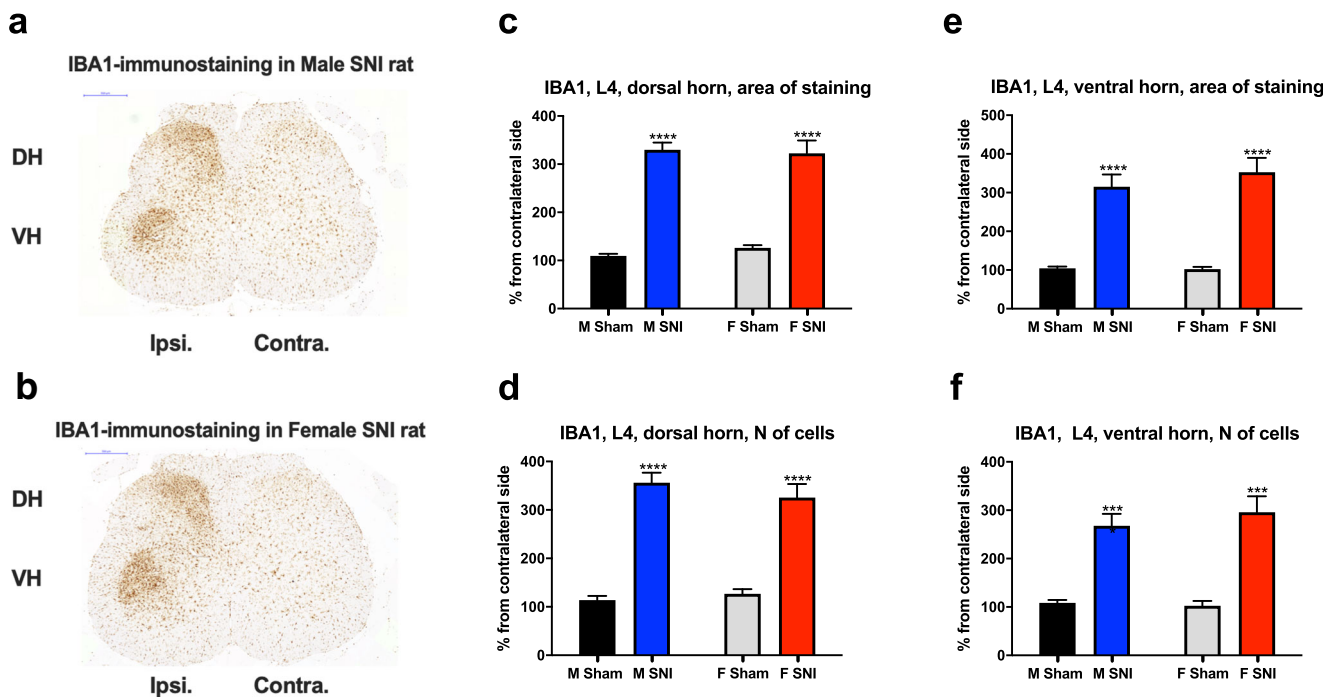 a
IBA1-immunostaining in Male SNI rat
DH
VH
Ipsi. Contra.
b
IBA1-immunostaining in Female SNI rat
DH
VH
Ipsi. Contra.
c
IBA1, L4, dorsal horn, area of staining
% from contralateral side
400
300
200
100
0
**** ****
M Sham M SNI F Sham F SNI
d
IBA1, L4, dorsal horn, N of cells
% from contralateral side
400
300
200
100
0
**** ****
M Sham M SNI F Sham F SNI
e
IBA1, L4, ventral horn, area of staining
% from contralateral side
500
400
300
200
100
0
**** ****
M Sham M SNI F Sham F SNI
f
IBA1, L4, ventral horn, N of cells
% from contralateral side
400
300
200
100
0
*** ***
*
M Sham M SNI F Sham F SNI